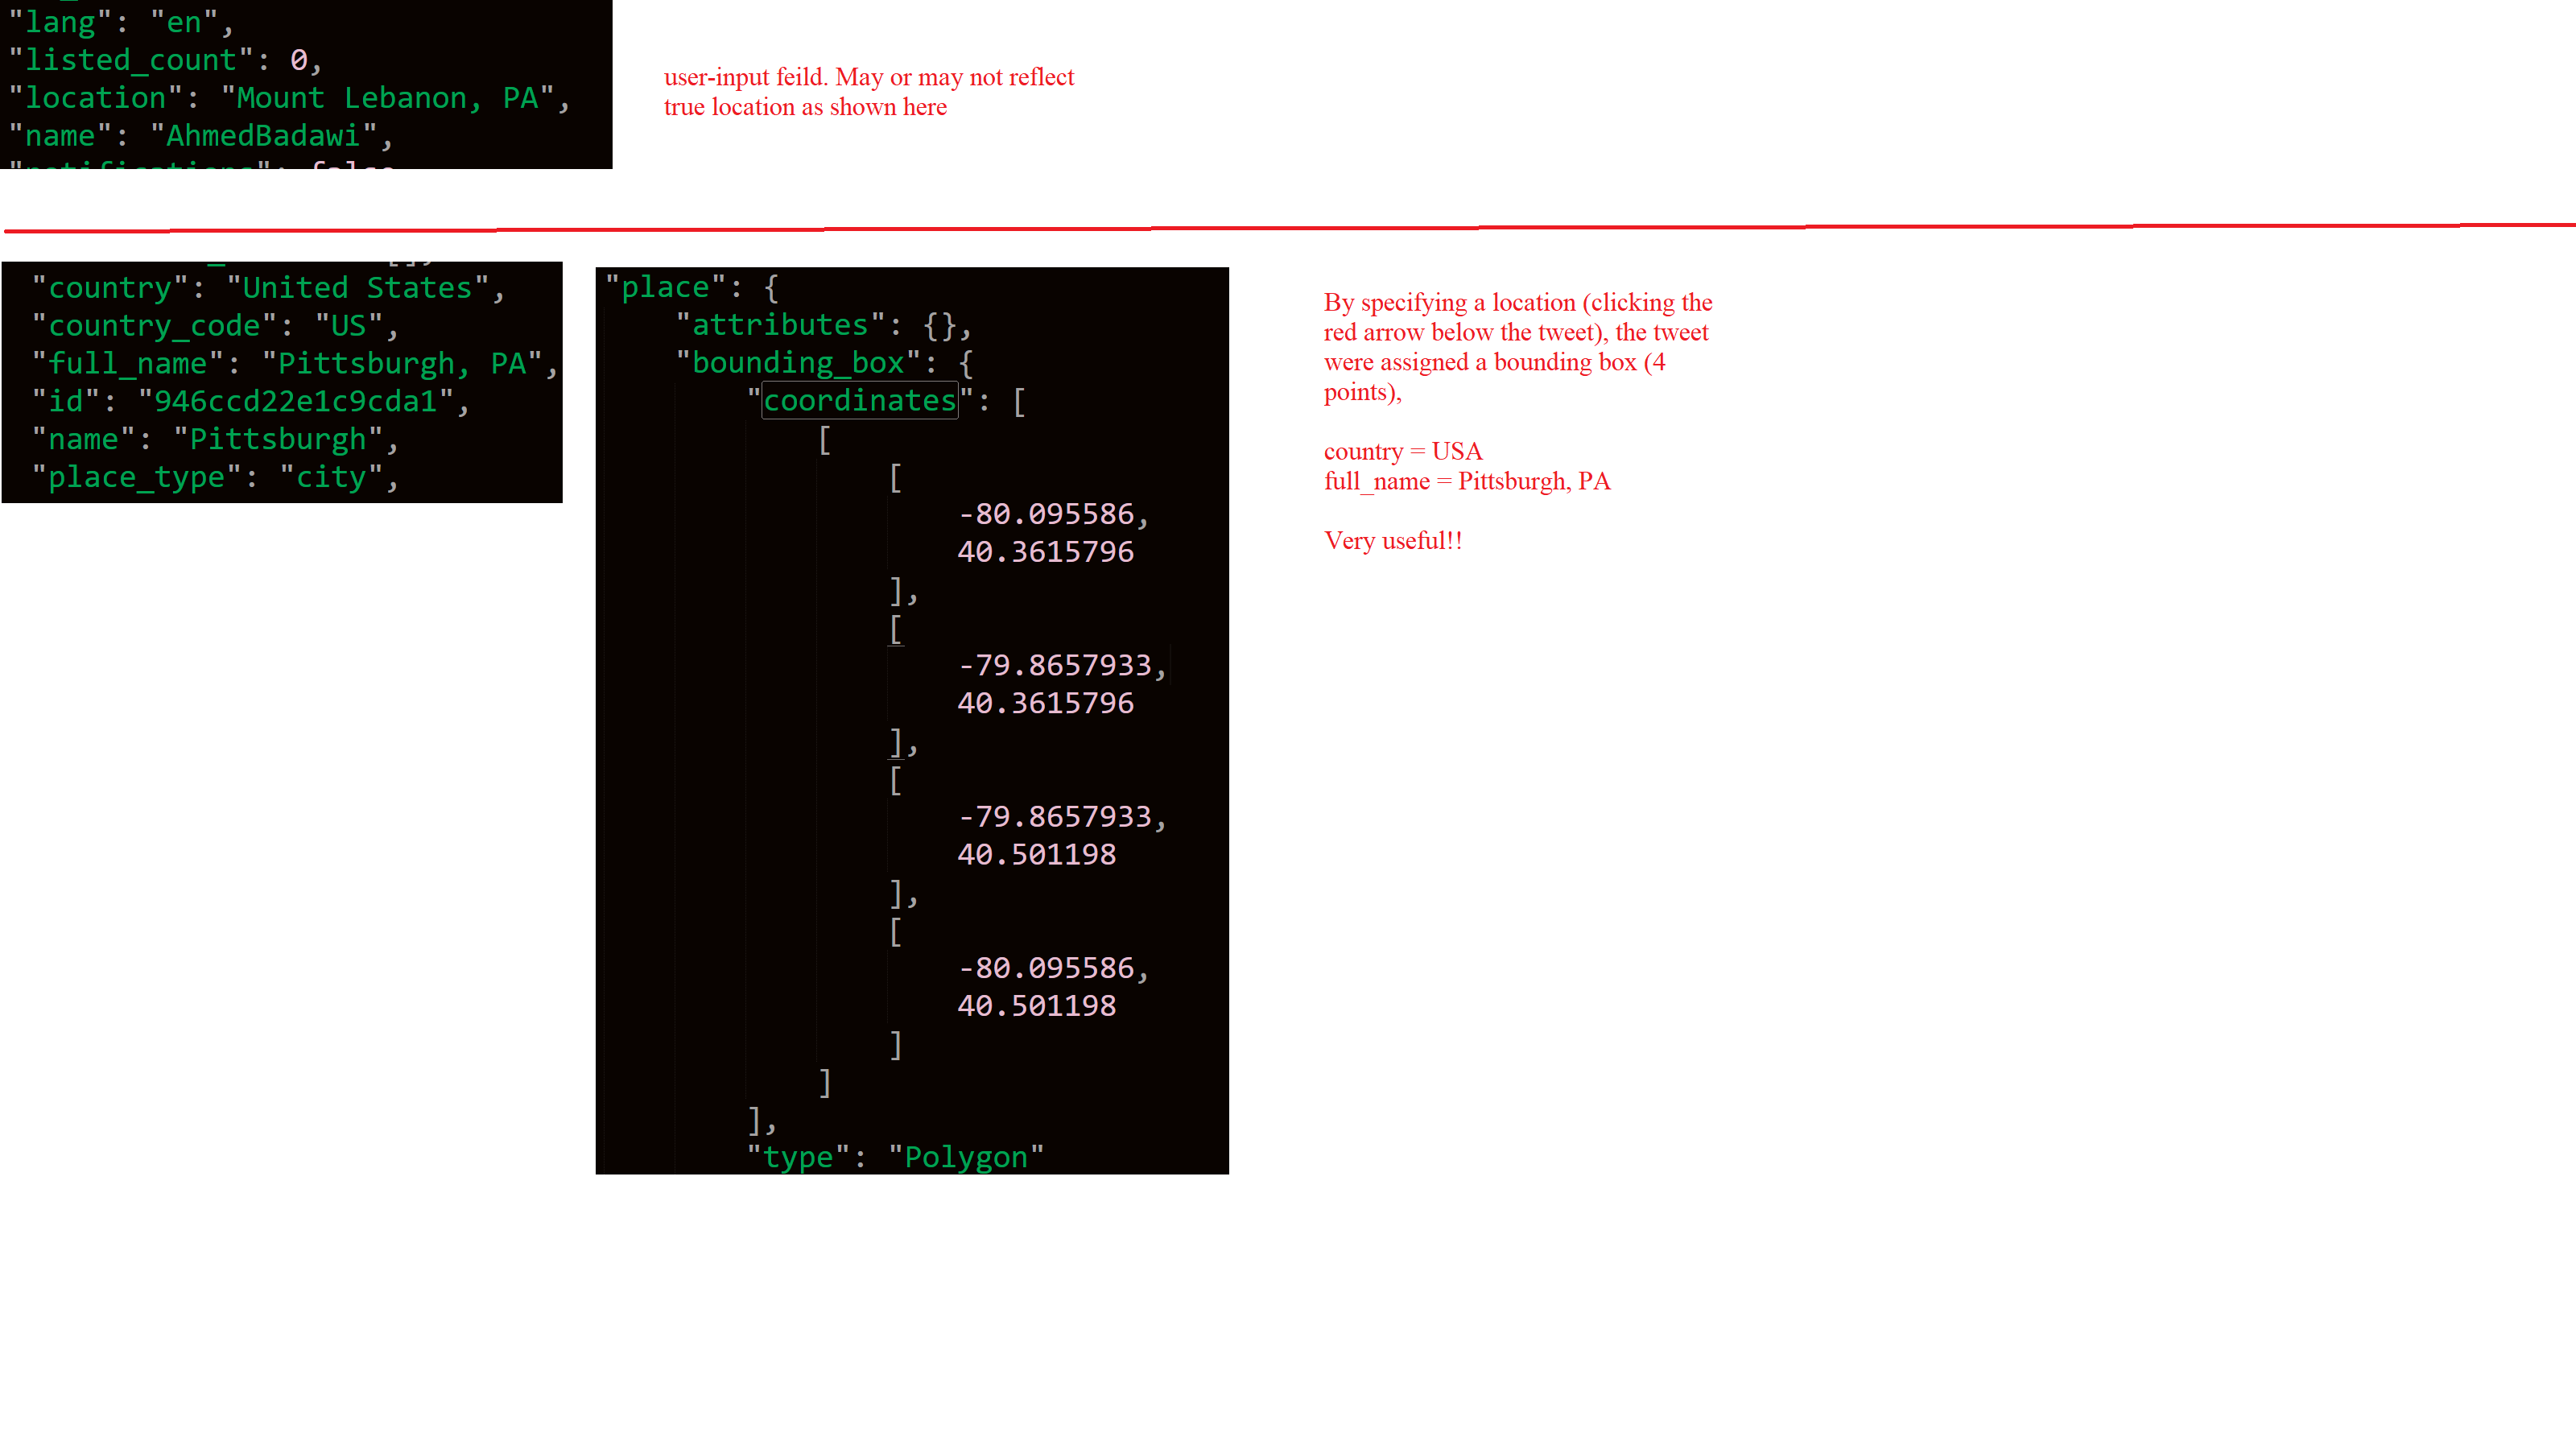 "lang": "en",
"listed_count": 0,
"location": "Mount Lebanon, PA",
"name": "AhmedBadawi",
"notifications": false
user-input feild. May or may not reflect
true location as shown here
"country": "United States",
"country_code": "US",
"full_name": "Pittsburgh, PA",
"id": "946ccd22e1c9cda1",
"name": "Pittsburgh",
"place_type": "city",
"place": {
"attributes": {},
"bounding_box": {
"coordinates": [
[
[
-80.095586,
40.3615796
],
[
-79.8657933,
40.3615796
],
[
-79.8657933,
40.501198
],
[
-80.095586,
40.501198
]
]
],
"type": "Polygon"
By specifying a location (clicking the
red arrow below the tweet), the tweet
were assigned a bounding box (4
points),
country = USA
full_name = Pittsburgh, PA
Very useful!!